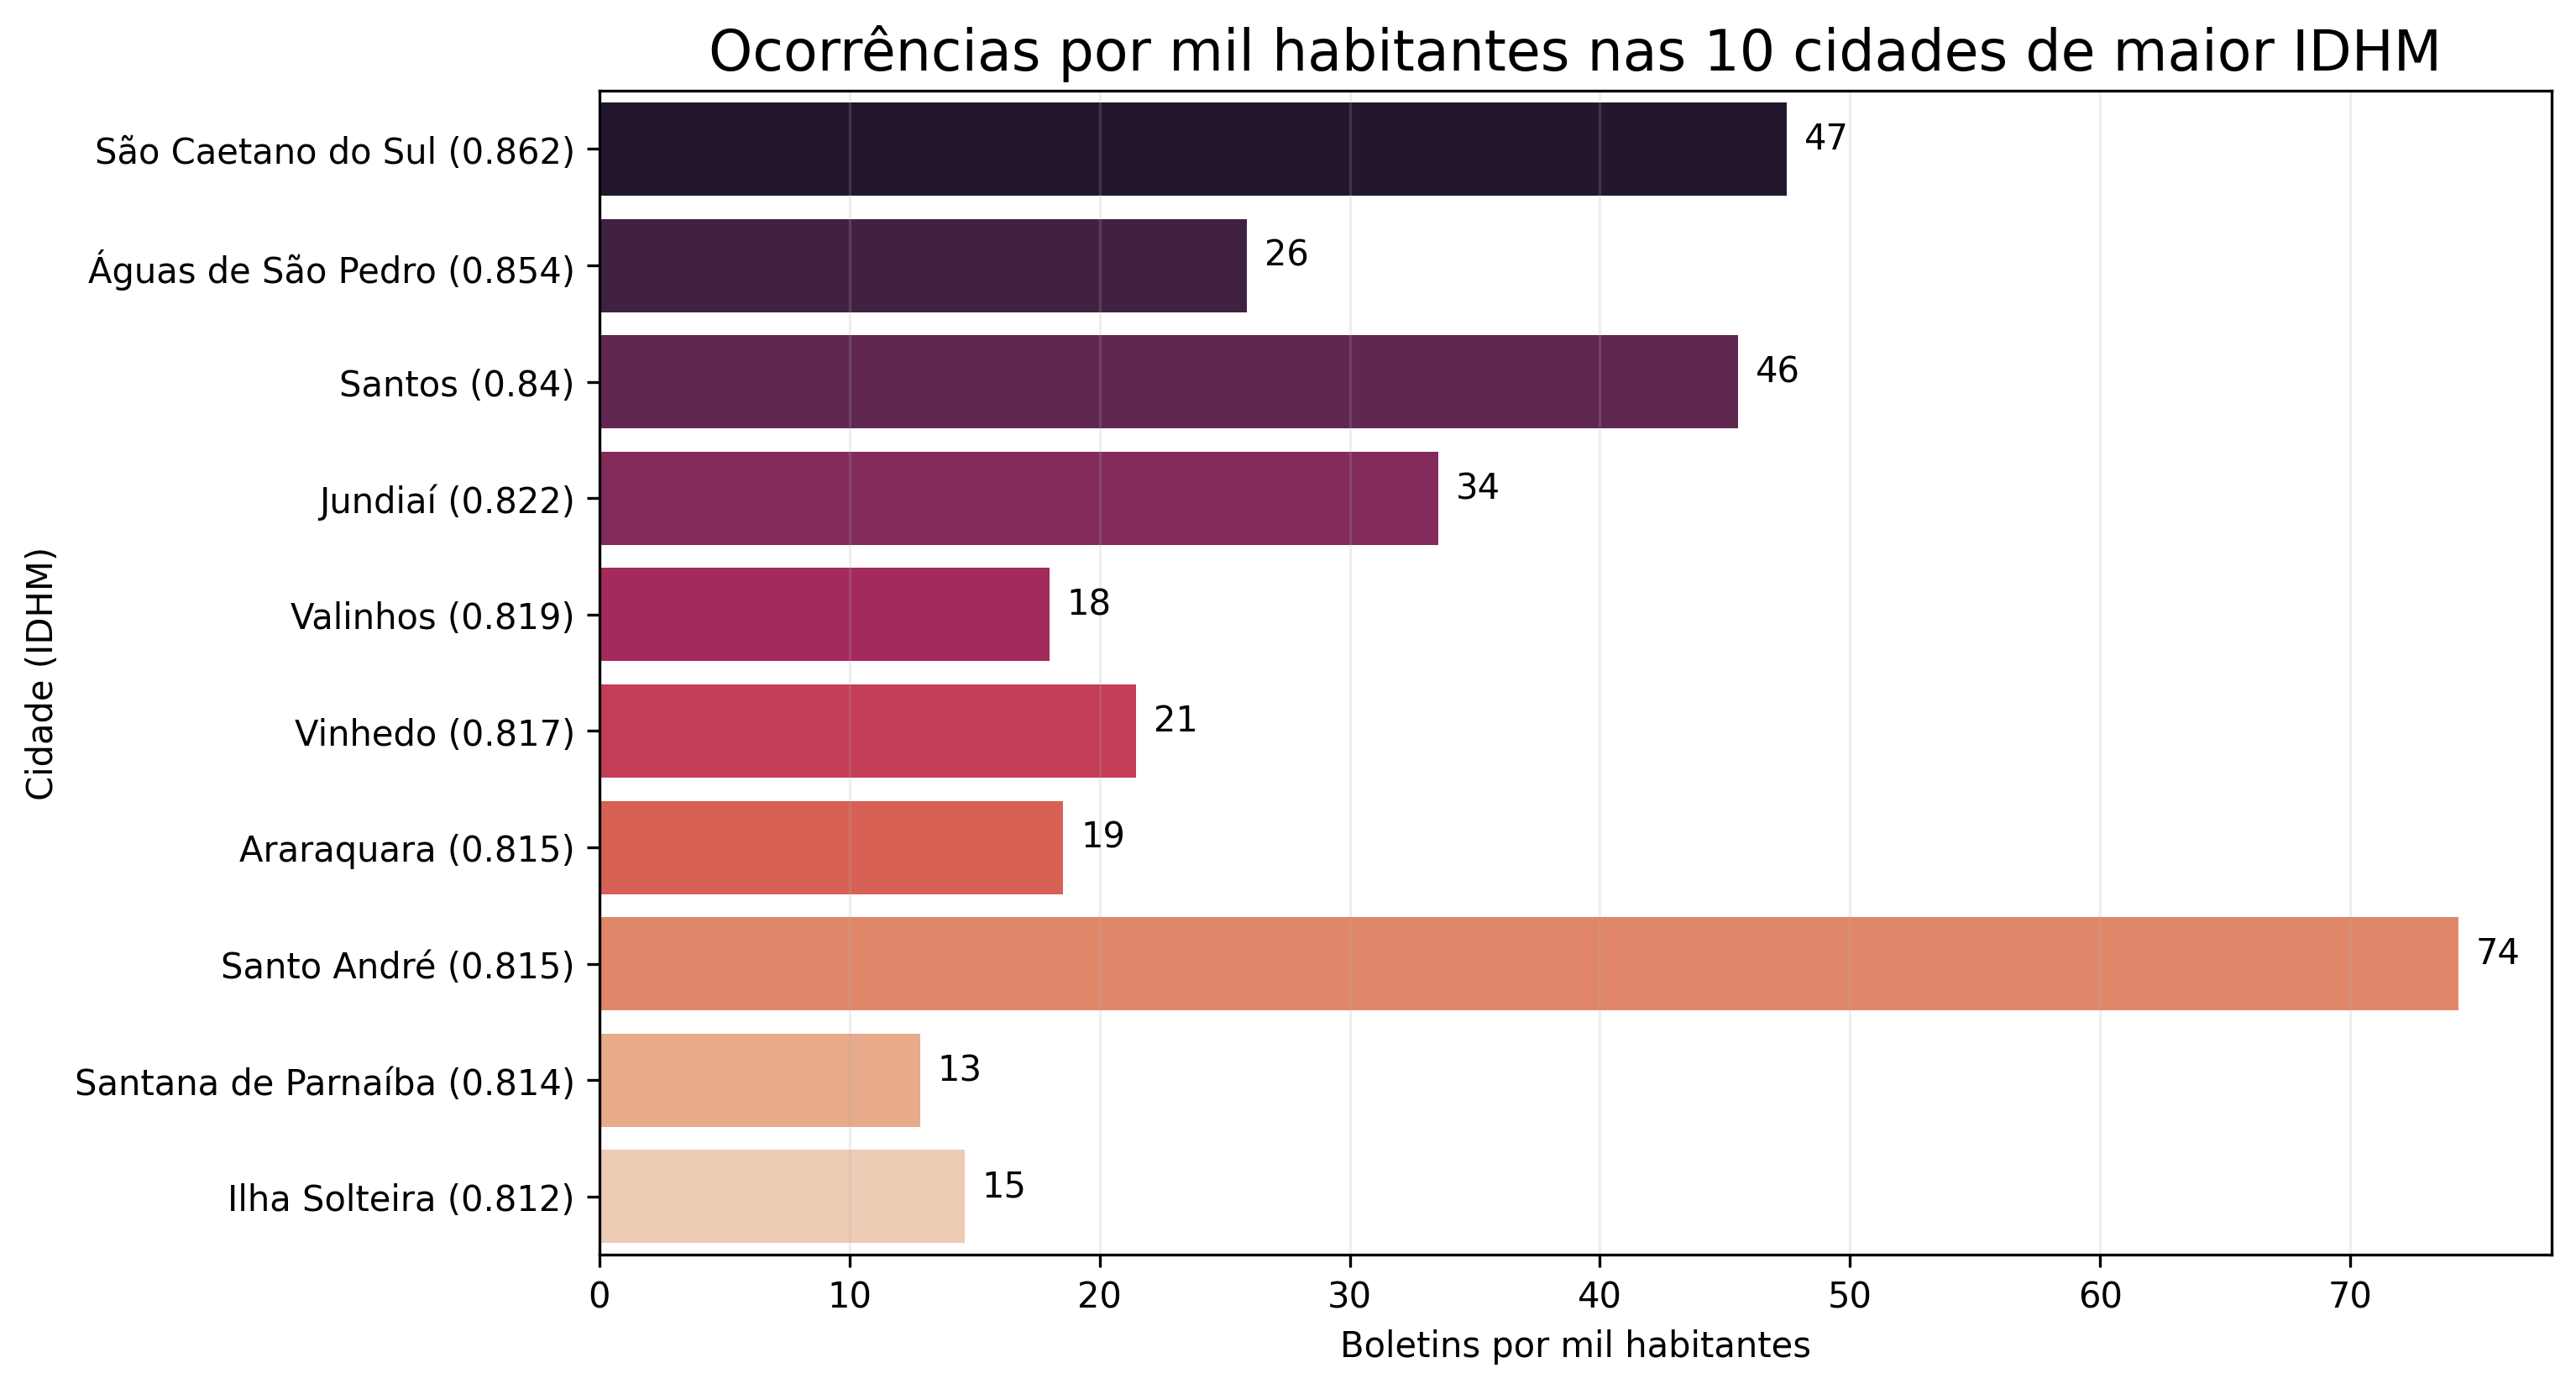 Ocorrências por mil habitantes nas 10 cidades de maior IDHM
Cidade (IDHM)
São Caetano do Sul (0.862) 47
Águas de São Pedro (0.854) 26
Santos (0.84) 46
Jundiaí (0.822) 34
Valinhos (0.819) 18
Vinhedo (0.817) 21
Araraquara (0.815) 19
Santo André (0.815) 74
Santana de Parnaíba (0.814) 13
Ilha Solteira (0.812) 15
0 10 20 30 40 50 60 70
Boletins por mil habitantes